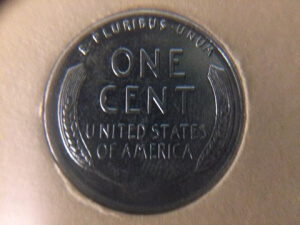 E·PLURIBUS·UNUM
ONE
CENT
UNITED STATES
OF AMERICA